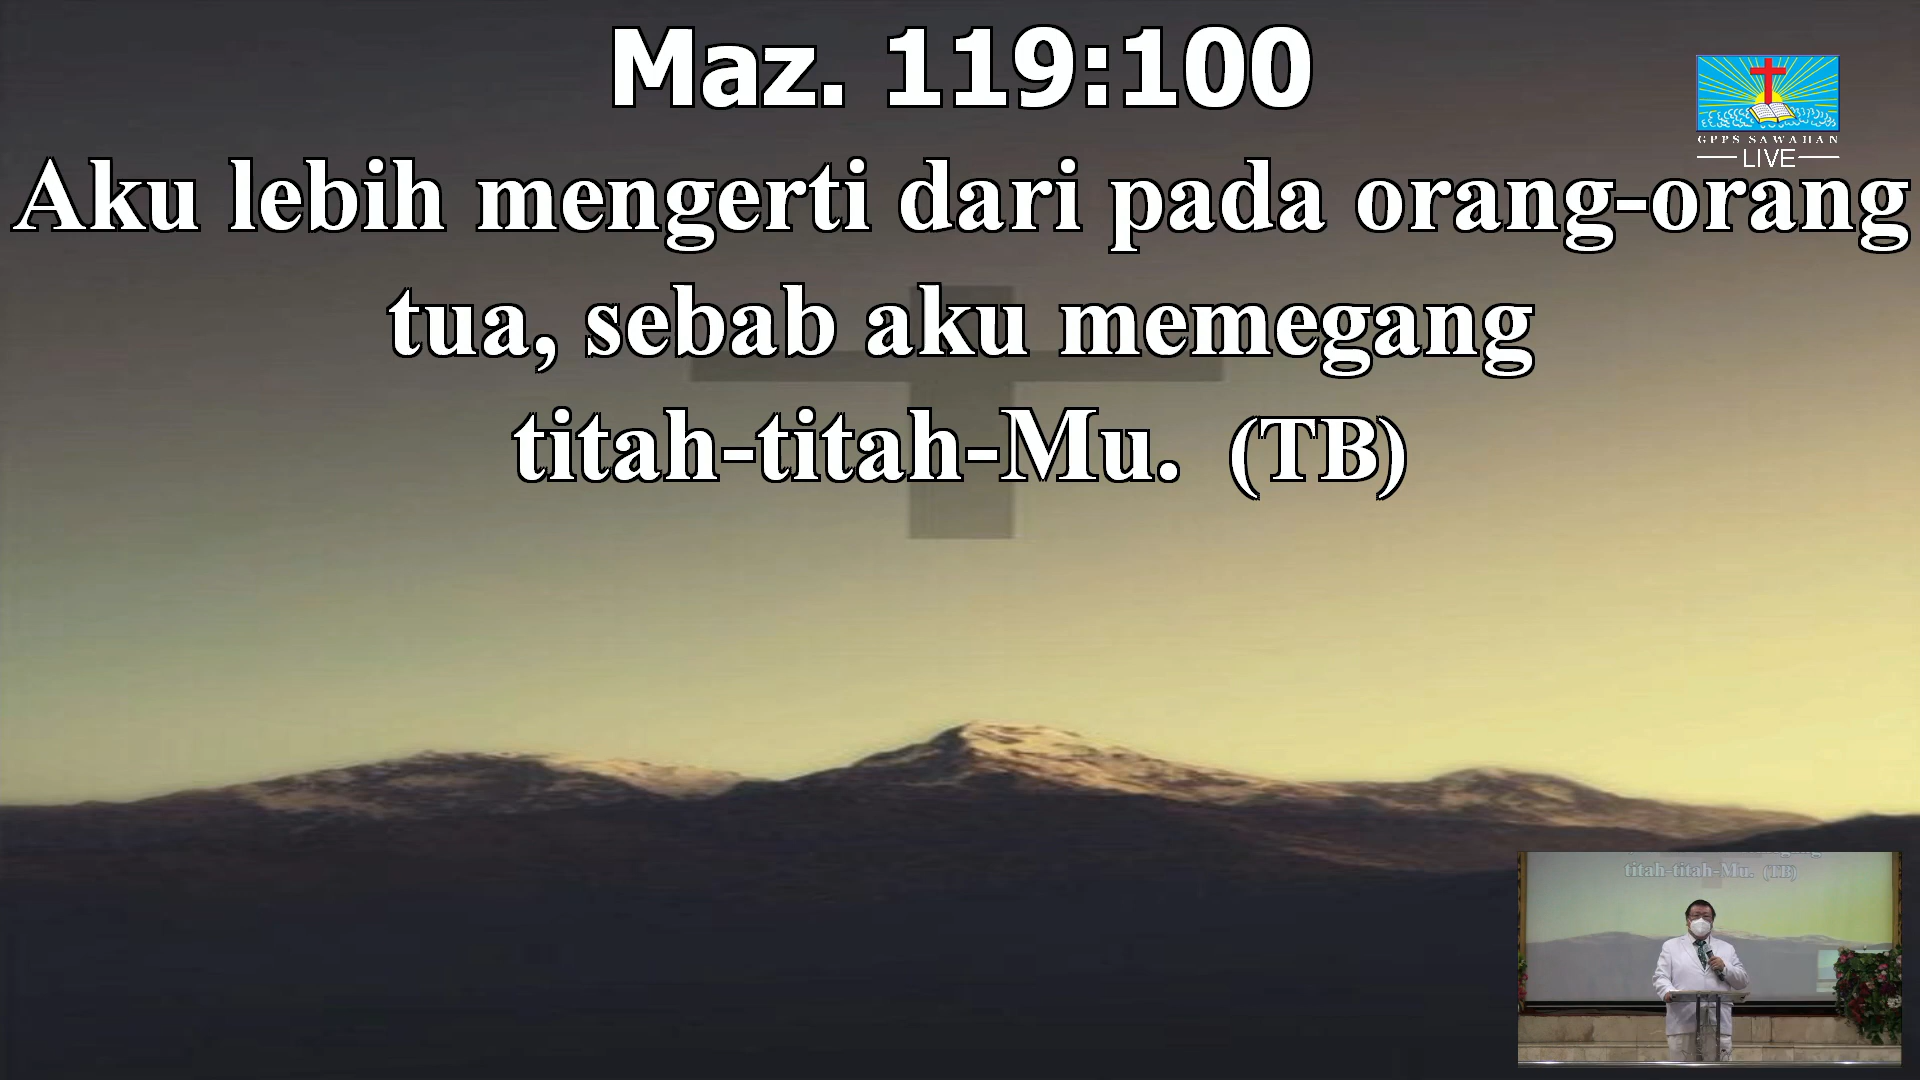 Maz. 119:100
GPPS SAWAHAN
LIVE
Aku lebih mengerti dari pada orang-orang
tua, sebab aku memegang
titah-titah-Mu. (TB)
titah-titah-Mu. (TB)